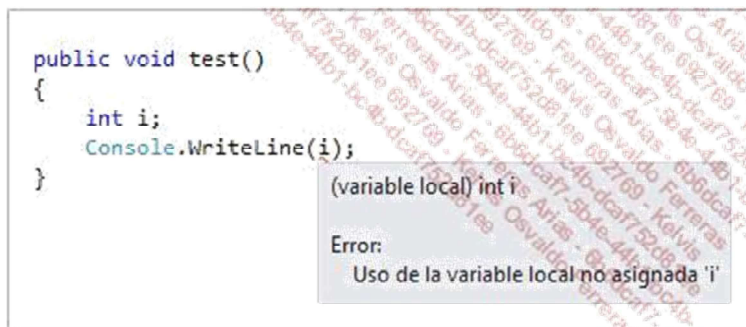 public void test()
{
int i;
Console.WriteLine(i);
}
(variable local) int i
Error:
Uso de la variable local no asignada 'i'